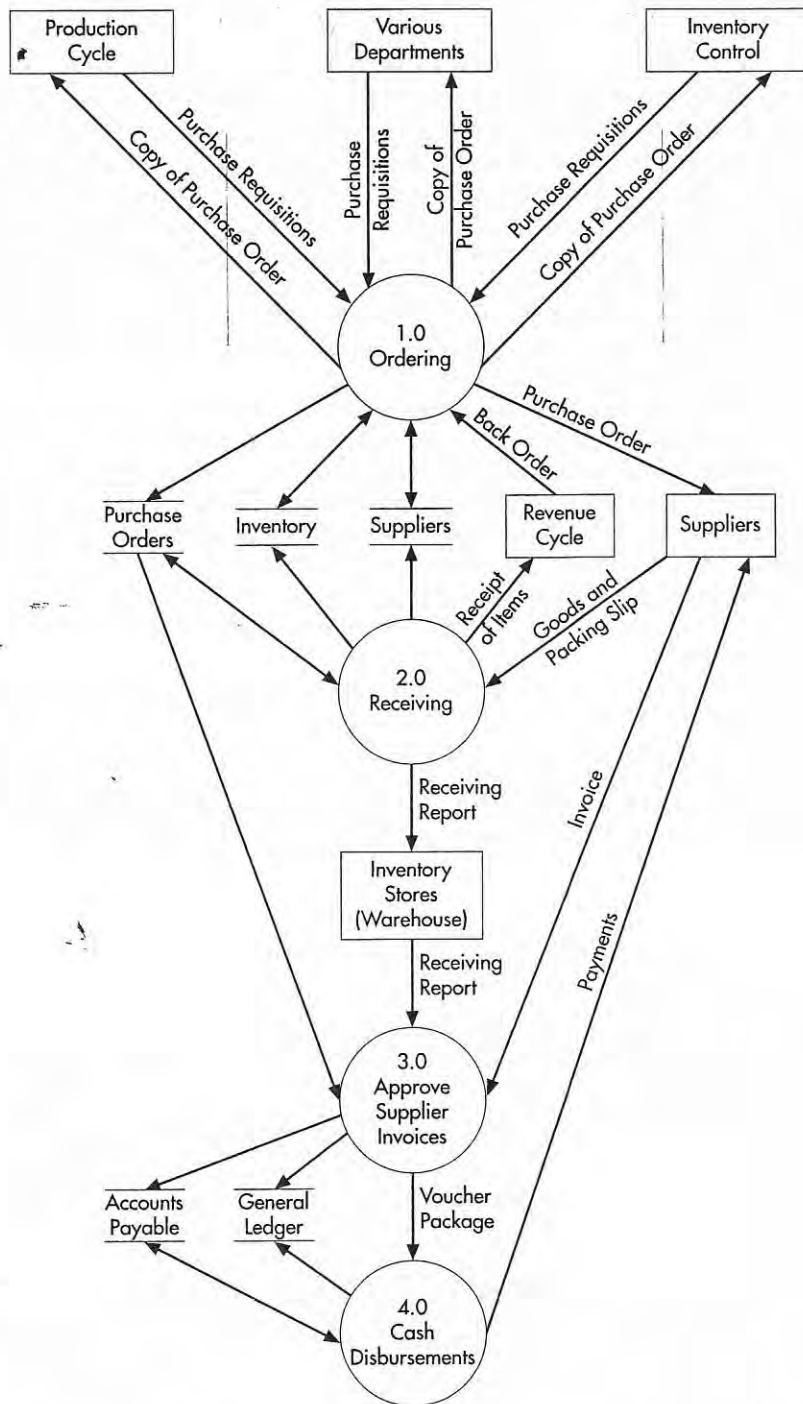 Production
Cycle
Various
Departments
Inventory
Control
Copy of Purchase Order
Purchase Requisitions
Purchase
Requisitions
Copy of
Purchase Order
Purchase Requisitions
Copy of Purchase Order
1.0
Ordering
Purchase Order
Back Order
Purchase
Orders
Inventory
Suppliers
Revenue
Cycle
Suppliers
Receipt
of Items
Goods and
Packing Slip
2.0
Receiving
Receiving
Report
Invoice
Inventory
Stores
(Warehouse)
Payments
Receiving
Report
3.0
Approve
Supplier
Invoices
Accounts
Payable
General
Ledger
Voucher
Package
4.0
Cash
Disbursements